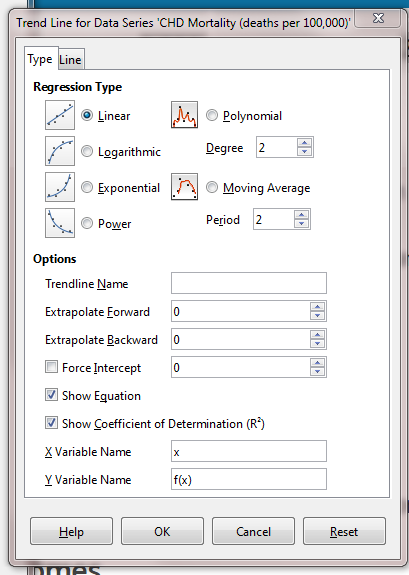 Trend Line for Data Series 'CHD Mortality (deaths per 100,000)'
Type Line
Regression Type
Linear Polynomial
Logarithmic Degree 2
Exponential Moving Average
Power Period 2
Options
Trendline Name
Extrapolate Forward 0
Extrapolate Backward 0
Force Intercept 0
Show Equation
Show Coefficient of Determination (R²)
X Variable Name x
Y Variable Name f(x)
Help OK Cancel Reset